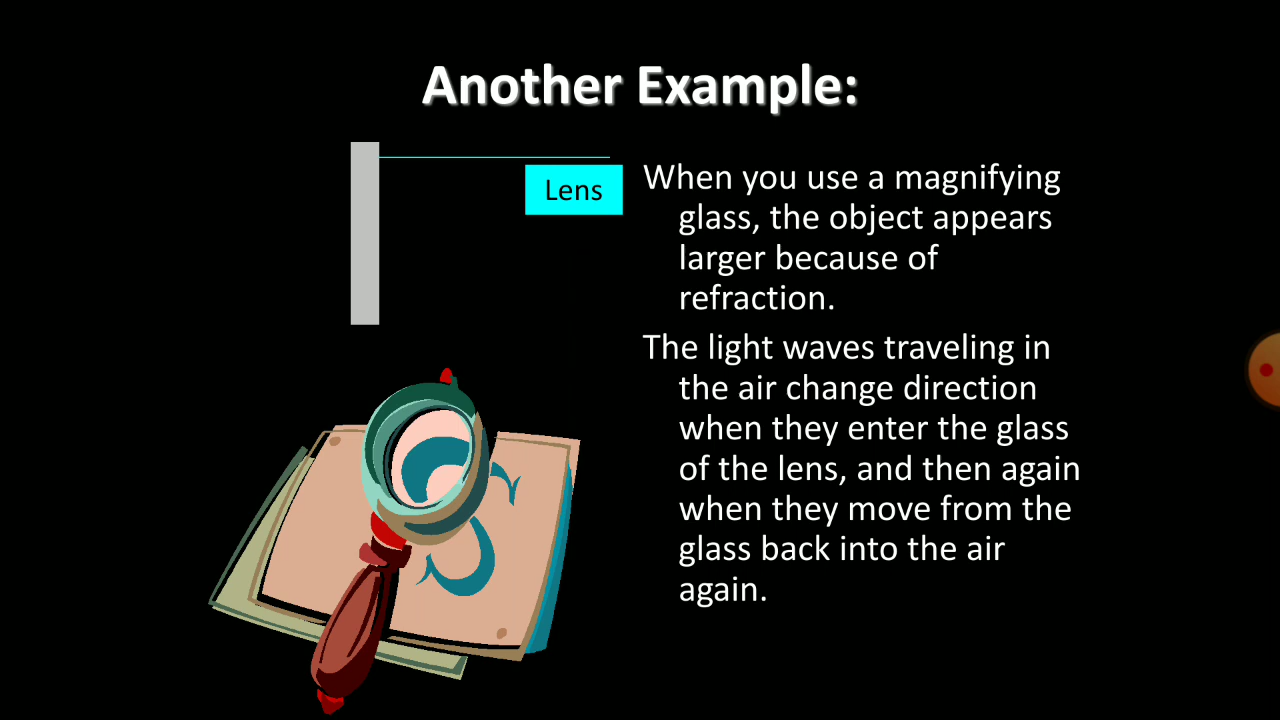 Another Example:
Lens
When you use a magnifying
glass, the object appears
larger because of
refraction.
The light waves traveling in
the air change direction
when they enter the glass
of the lens, and then again
when they move from the
glass back into the air
again.